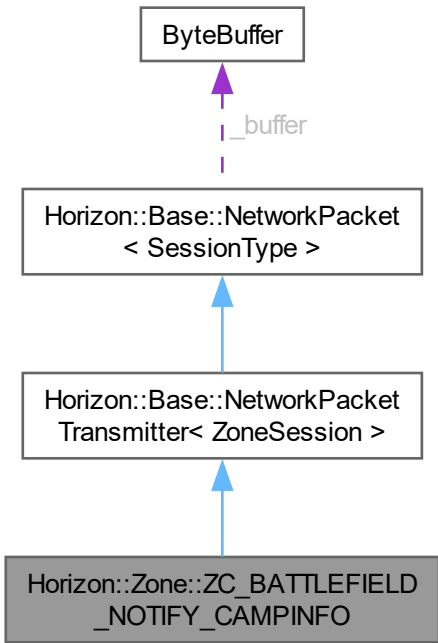 ByteBuffer
_buffer
Horizon::Base::NetworkPacket
< SessionType >
Horizon::Base::NetworkPacket
Transmitter< ZoneSession >
Horizon::Zone::ZC_BATTLEFIELD
_NOTIFY_CAMPINFO